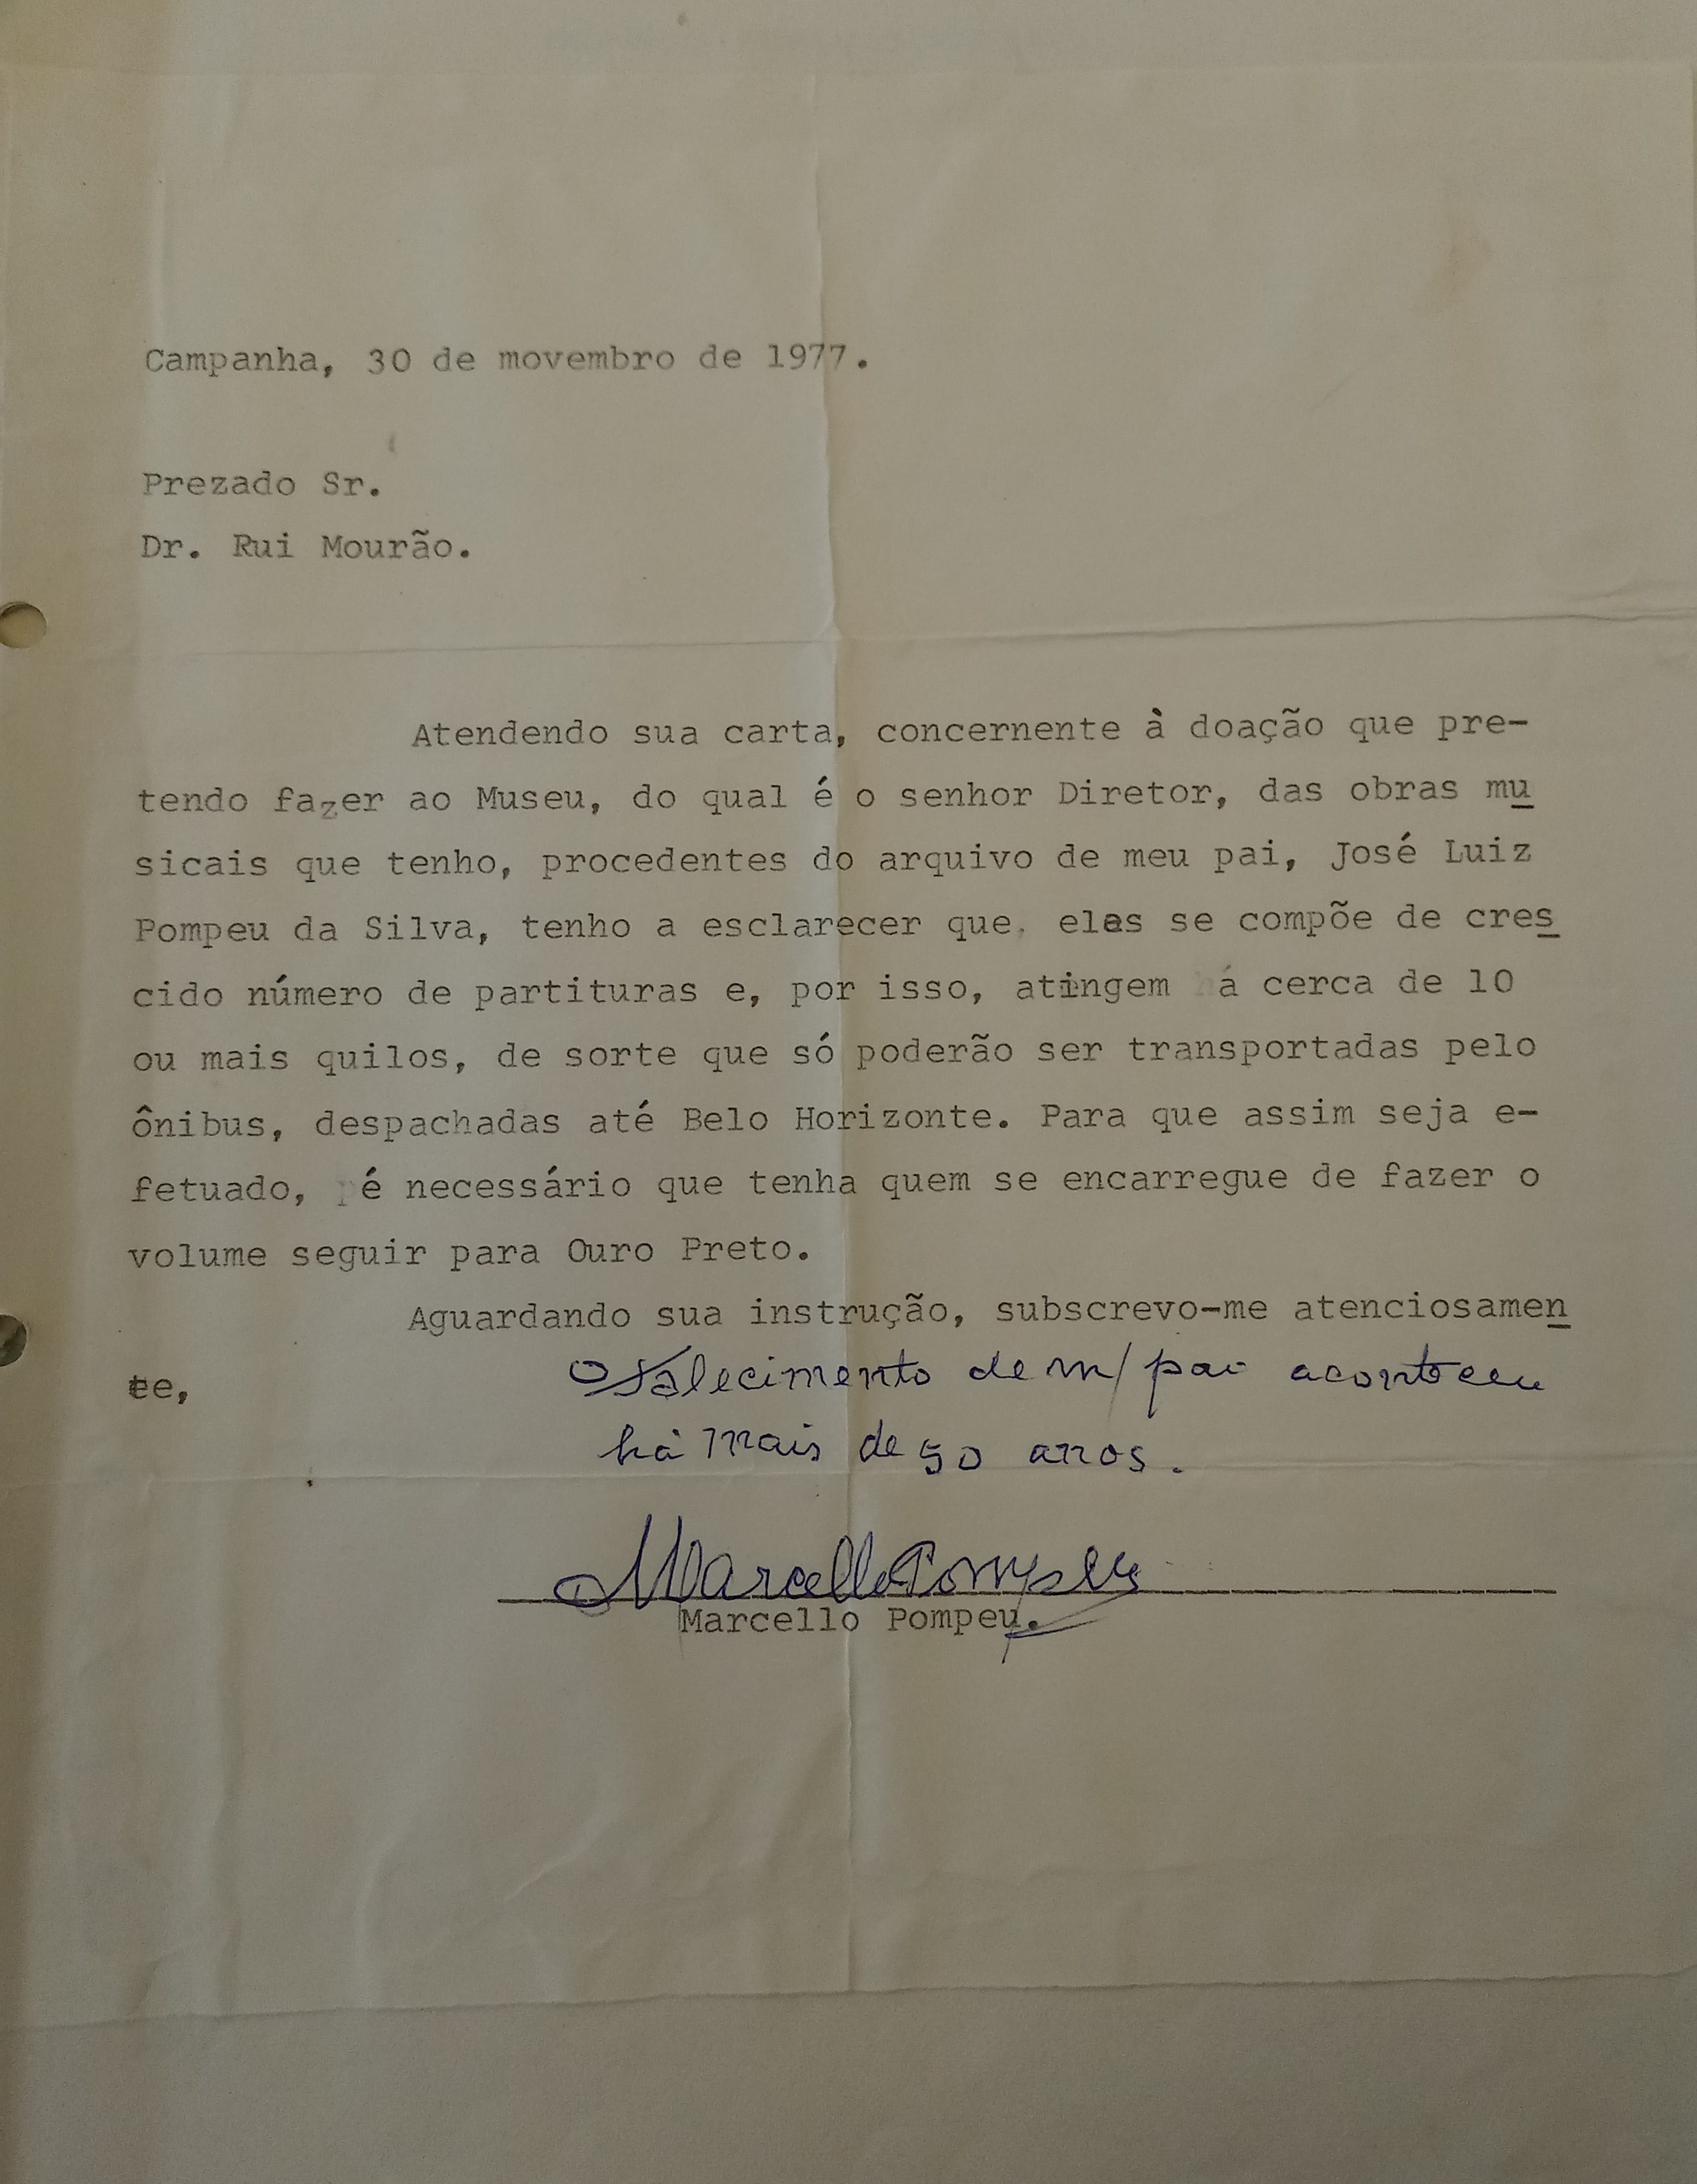 Campanha, 30 de movembro de 1977.
Prezado Sr.
Dr. Rui Mourão.
Atendendo sua carta, concernente à doação que pre-
tendo fazer ao Museu, do qual é o senhor Diretor, das obras mu
sicais que tenho, procedentes do arquivo de meu pai, José Luiz
Pompeu da Silva, tenho a esclarecer que. elas se compõe de cres
cido número de partituras e, por isso, atingem á cerca de 10
ou mais quilos, de sorte que só poderão ser transportadas pelo
ônibus, despachadas até Belo Horizonte. Para que assim seja e-
fetuado, é necessário que tenha quem se encarregue de fazer o
volume seguir para Ouro Preto.
Aguardando sua instrução, subscrevo-me atenciosamen
te,
O falecimento de m/ pai aconteceu
há mais de 50 anos.
Marcello Pompeu
Marcello Pompeu.